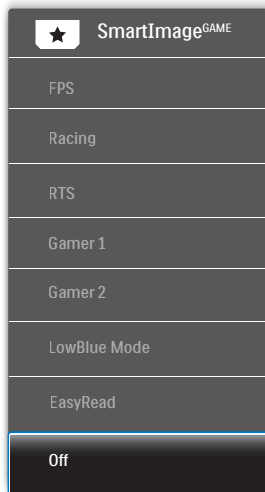 SmartImageGAME
FPS
Racing
RTS
Gamer 1
Gamer 2
LowBlue Mode
EasyRead
Off